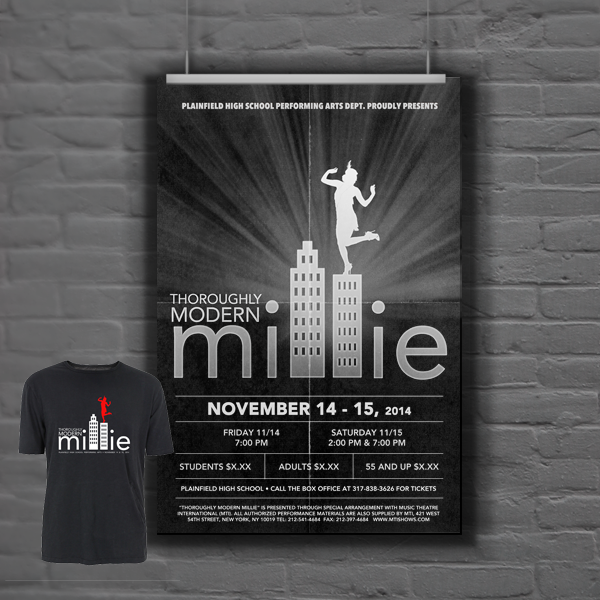 PLAINFIELD HIGH SCHOOL PERFORMING ARTS DEPT. PROUDLY PRESENTS
THOROUGHLY
MODERN
millie
NOVEMBER 14 - 15, 2014
FRIDAY 11/14
7:00 PM
SATURDAY 11/15
2:00 PM & 7:00 PM
STUDENTS $X.XX
ADULTS $X.XX
55 AND UP $X.XX
PLAINFIELD HIGH SCHOOL • CALL THE BOX OFFICE AT 317-838-3626 FOR TICKETS
"THOROUGHLY MODERN MILLIE" IS PRESENTED THROUGH SPECIAL ARRANGEMENT WITH MUSIC THEATRE
INTERNATIONAL (MTI). ALL AUTHORIZED PERFORMANCE MATERIALS ARE ALSO SUPPLIED BY MTI, 421 WEST
54TH STREET, NEW YORK, NY 10019 TEL: 212-541-4684 FAX: 212-397-4684 WWW.MTISHOWS.COM
THOROUGHLY
MODERN
millie